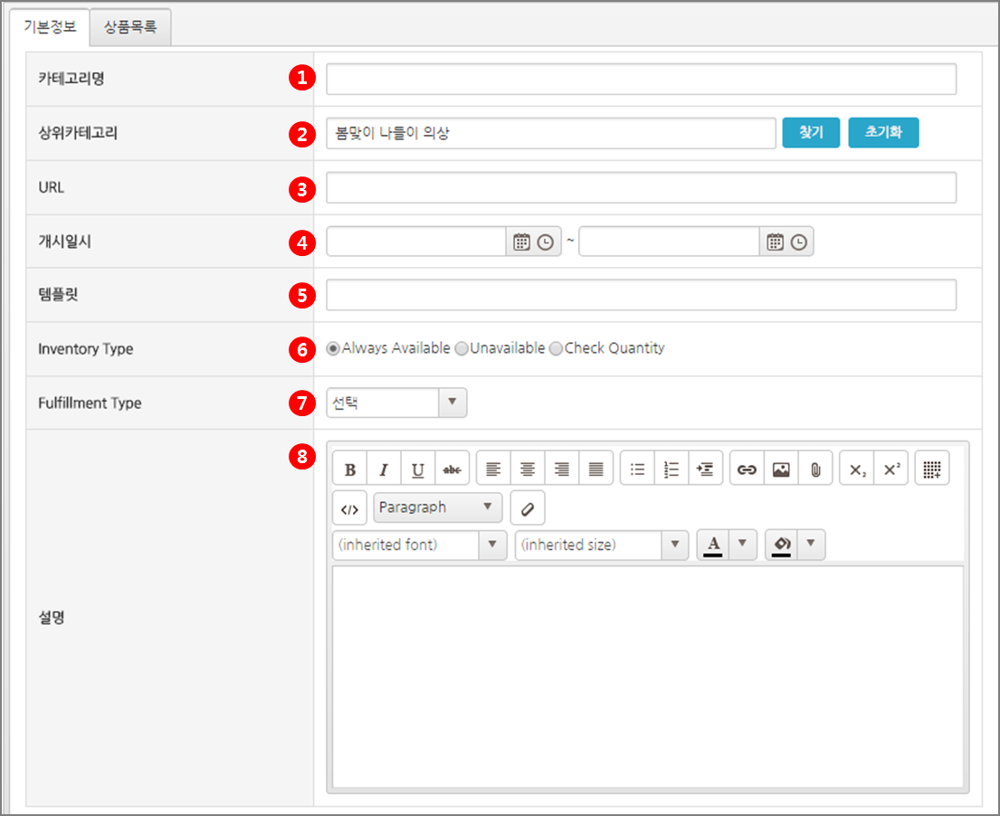 기본정보 상품목록
카테고리명 1
상위카테고리 2 봄맞이 나들이 의상 찾기 초기화
URL 3
개시일시 4 ~
템플릿 5
Inventory Type 6 Always Available Unavailable Check Quantity
Fulfillment Type 7 선택
8
B I U abc X₂ X²
</> Paragraph
(inherited font) (inherited size) A
설명